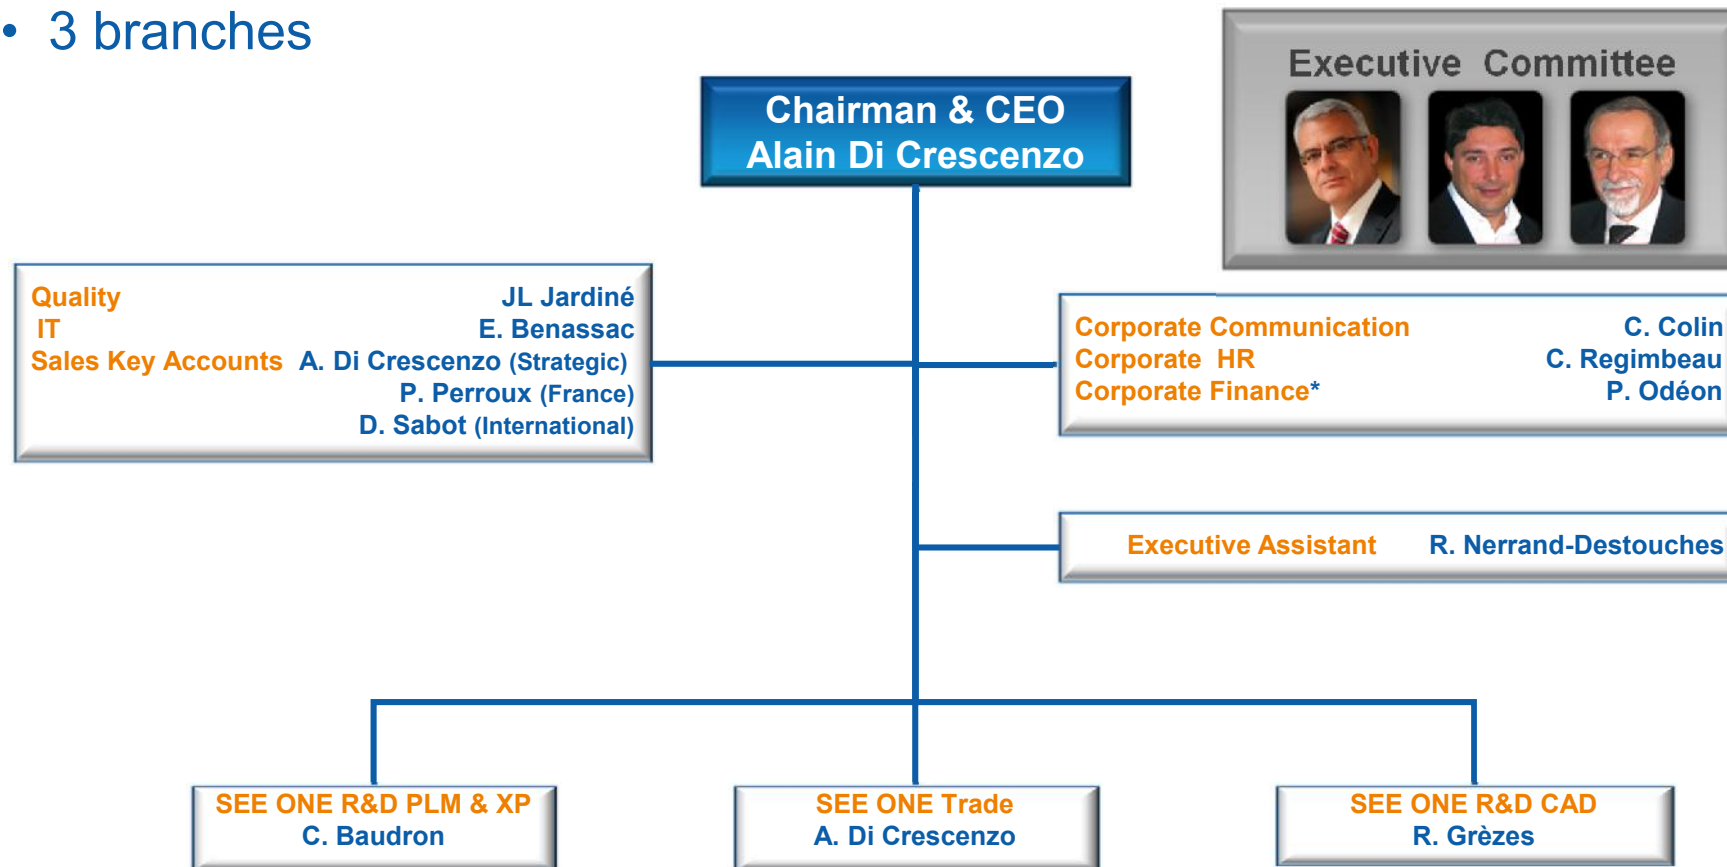 • 3 branches
Executive Committee
Chairman & CEO
Alain Di Crescenzo
Quality JL Jardiné
IT E. Benassac
Sales Key Accounts A. Di Crescenzo (Strategic)
P. Perroux (France)
D. Sabot (International)
Corporate Communication C. Colin
Corporate HR C. Regimbeau
Corporate Finance* P. Odéon
Executive Assistant R. Nerrand-Destouches
SEE ONE R&D PLM & XP
C. Baudron
SEE ONE Trade
A. Di Crescenzo
SEE ONE R&D CAD
R. Grèzes